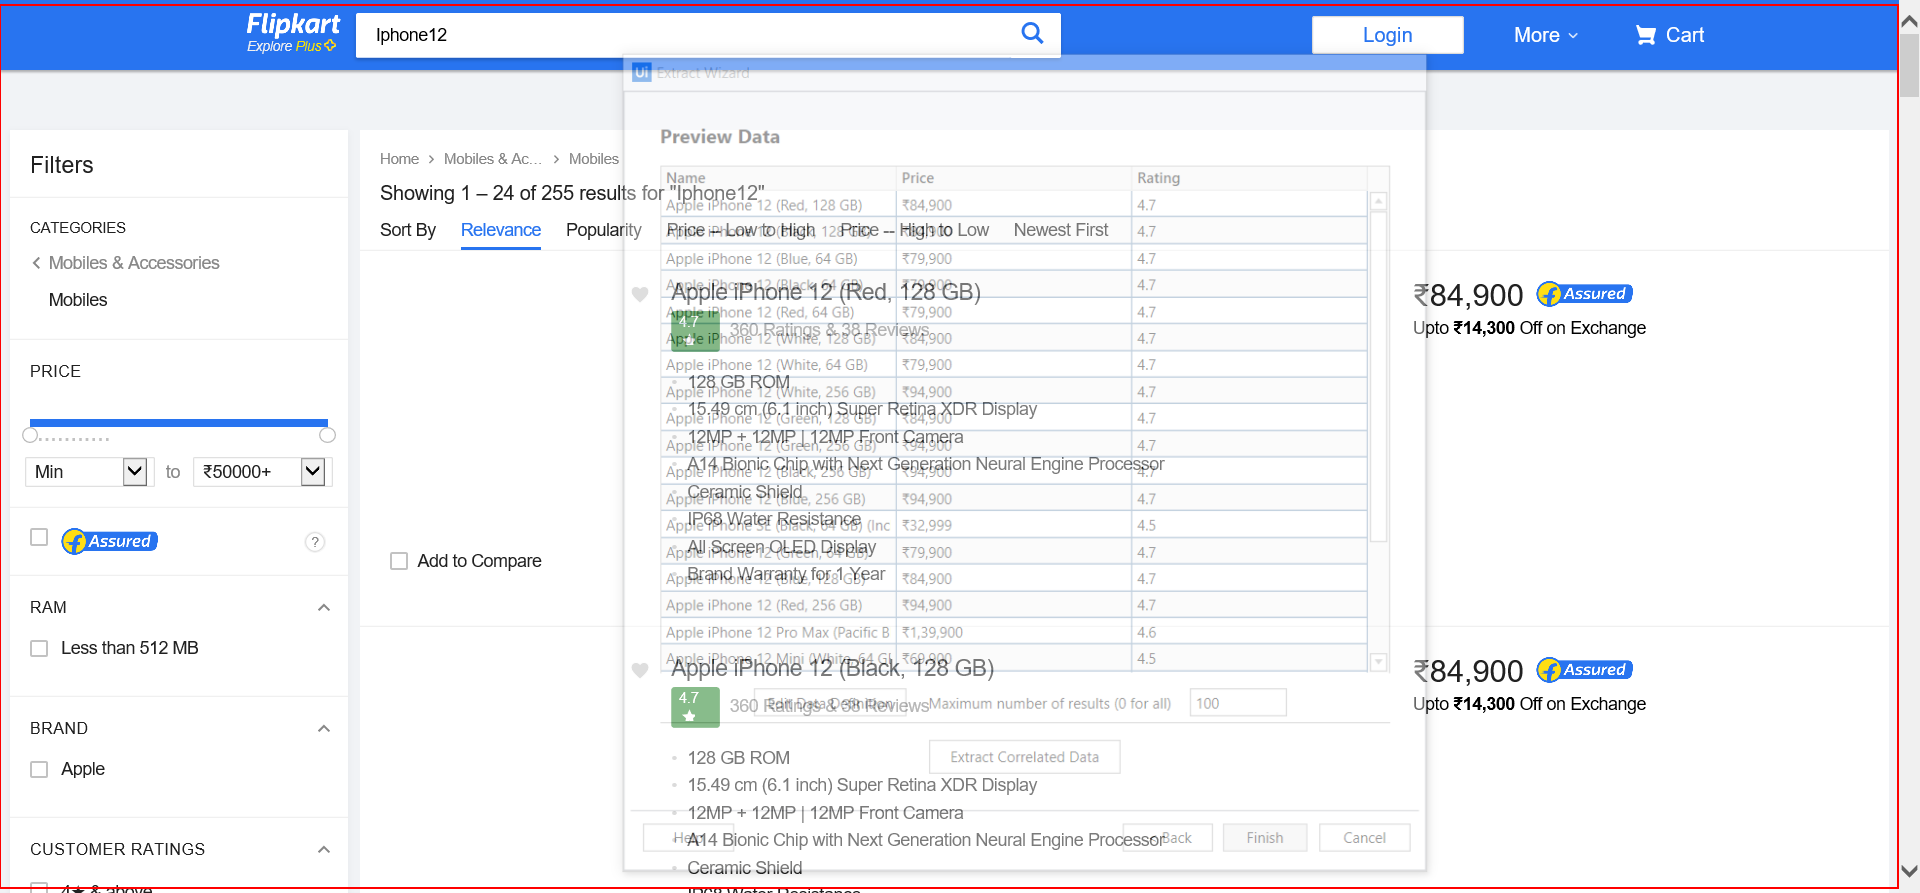 Flipkart
Explore Plus
Iphone12
Login
More
Cart
Ui Extract Wizard
Filters
CATEGORIES
Mobiles & Accessories
Mobiles
PRICE
Min
to
₹50000+
Assured
?
RAM
Less than 512 MB
BRAND
Apple
CUSTOMER RATINGS
4★ & above
Home > Mobiles & Ac... > Mobiles
Showing 1 – 24 of 255 results for "Iphone12"
Sort By Relevance Popularity Price -- Low to High Price -- High to Low Newest First
Apple iPhone 12 (Red, 128 GB)
4.7
360 Ratings & 38 Reviews
128 GB ROM
15.49 cm (6.1 inch) Super Retina XDR Display
12MP + 12MP | 12MP Front Camera
A14 Bionic Chip with Next Generation Neural Engine Processor
Ceramic Shield
IP68 Water Resistance
All Screen OLED Display
Brand Warranty for 1 Year
₹84,900 Assured
Upto ₹14,300 Off on Exchange
Add to Compare
Apple iPhone 12 (Black, 128 GB)
4.7
360 Ratings & 38 Reviews
128 GB ROM
15.49 cm (6.1 inch) Super Retina XDR Display
12MP + 12MP | 12MP Front Camera
A14 Bionic Chip with Next Generation Neural Engine Processor
Ceramic Shield
IP68 Water Resistance
₹84,900 Assured
Upto ₹14,300 Off on Exchange
Preview Data
Name Price Rating
Apple iPhone 12 (Red, 128 GB) ₹84,900 4.7
Apple iPhone 12 (Black, 128 GB) ₹84,900 4.7
Apple iPhone 12 (Blue, 64 GB) ₹79,900 4.7
Apple iPhone 12 (Black, 64 GB) ₹79,900 4.7
Apple iPhone 12 (Red, 64 GB) ₹79,900 4.7
Apple iPhone 12 (White, 128 GB) ₹84,900 4.7
Apple iPhone 12 (White, 64 GB) ₹79,900 4.7
Apple iPhone 12 (White, 256 GB) ₹94,900 4.7
Apple iPhone 12 (Green, 128 GB) ₹84,900 4.7
Apple iPhone 12 (Green, 256 GB) ₹94,900 4.7
Apple iPhone 12 (Black, 256 GB) ₹94,900 4.7
Apple iPhone 12 (Blue, 256 GB) ₹94,900 4.7
Apple iPhone SE (Black, 64 GB) (Inc ₹32,999 4.5
Apple iPhone 12 (Green, 64 GB) ₹79,900 4.7
Apple iPhone 12 (Blue, 128 GB) ₹84,900 4.7
Apple iPhone 12 (Red, 256 GB) ₹94,900 4.7
Apple iPhone 12 Pro Max (Pacific B ₹1,39,900 4.6
Apple iPhone 12 Mini (White, 64 G ₹69,900 4.5
Edit Data Definition
Maximum number of results (0 for all) 100
Extract Correlated Data
Help
< Back
Finish
Cancel